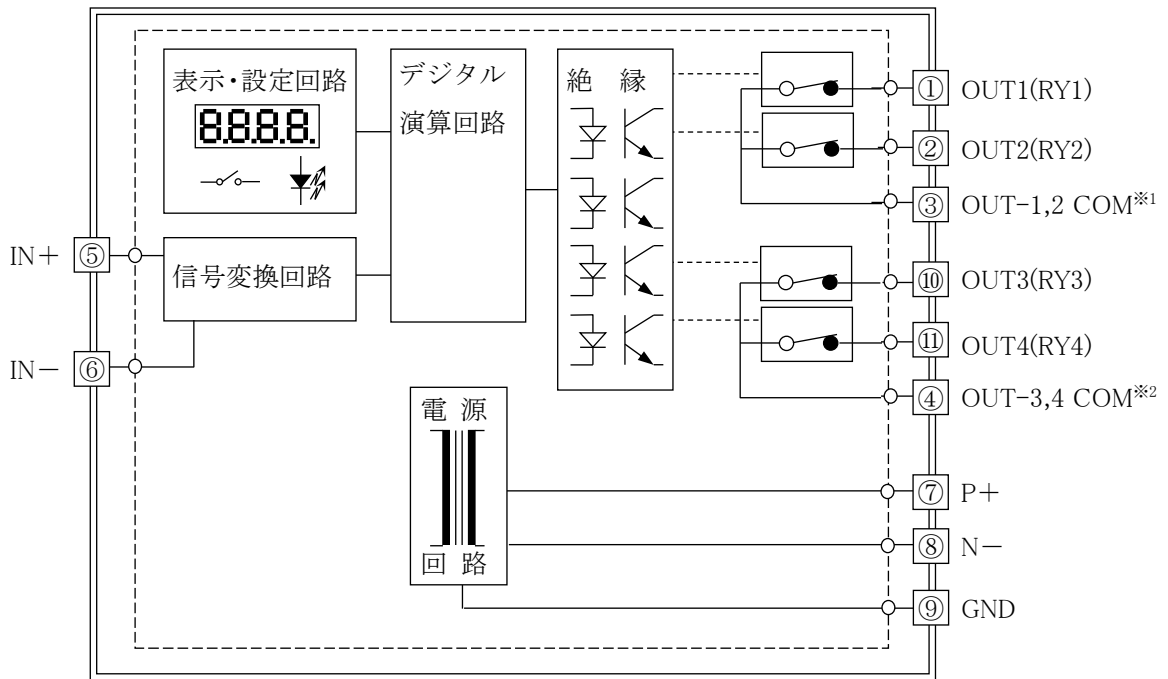 表示・設定回路
8.8.8.8.
デジタル
演算回路
絶 縁
信号変換回路
電 源
回 路
IN+ ⑤
IN− ⑥
① OUT1(RY1)
② OUT2(RY2)
③ OUT-1,2 COM※1
⑩ OUT3(RY3)
⑪ OUT4(RY4)
④ OUT-3,4 COM※2
⑦ P+
⑧ N−
⑨ GND